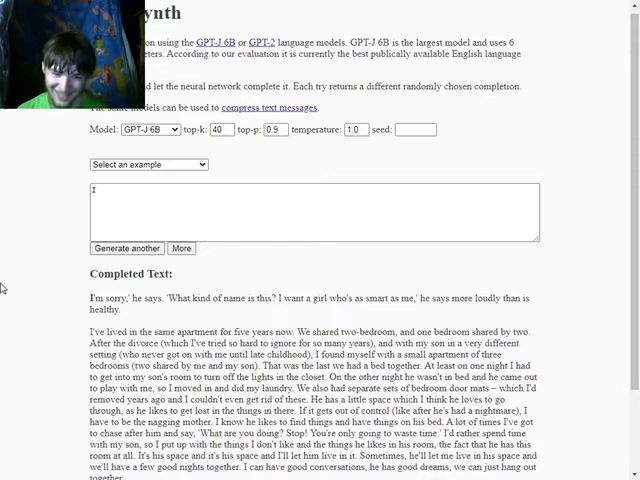 ynth
on using the GPT-J 6B or GPT-2 language models. GPT-J 6B is the largest model and uses 6
eters. According to our evaluation it is currently the best publically available English language
and let the neural network complete it. Each try returns a different randomly chosen completion.
The same models can be used to compress text messages.
Model: GPT-J 6B top-k: 40 top-p: 0.9 temperature: 1.0 seed:
Select an example
I
Generate another More
Completed Text:
I'm sorry,' he says. 'What kind of name is this? I want a girl who's as smart as me,' he says more loudly than is
healthy.
I've lived in the same apartment for five years now. We shared two-bedroom, and one bedroom shared by two.
After the divorce (which I've tried so hard to ignore for so many years), and with my son in a very different
setting (who never got on with me until late childhood), I found myself with a small apartment of three
bedrooms (two shared by me and my son). That was the last we had a bed together. At least on one night I had
to get into my son's room to turn off the lights in the closet. On the other night he wasn't in bed and he came out
to play with me, so I moved in and did my laundry. We also had separate sets of bedroom door mats – which I'd
removed years ago and I couldn't even get rid of these. He has a little space which I think he loves to go
through, as he likes to get lost in the things in there. If it gets out of control (like after he's had a nightmare), I
have to be the nagging mother. I know he likes to find things and have things on his bed. A lot of times I've got
to chase after him and say, 'What are you doing? Stop! You're only going to waste time.' I'd rather spend time
with my son, so I put up with the things I don't like and the things he likes in his room, the fact that he has this
room at all. It's his space and it's his space and I'll let him live in it. Sometimes, he'll let me live in his space and
we'll have a few good nights together. I can have good conversations, he has good dreams, we can just hang out
together